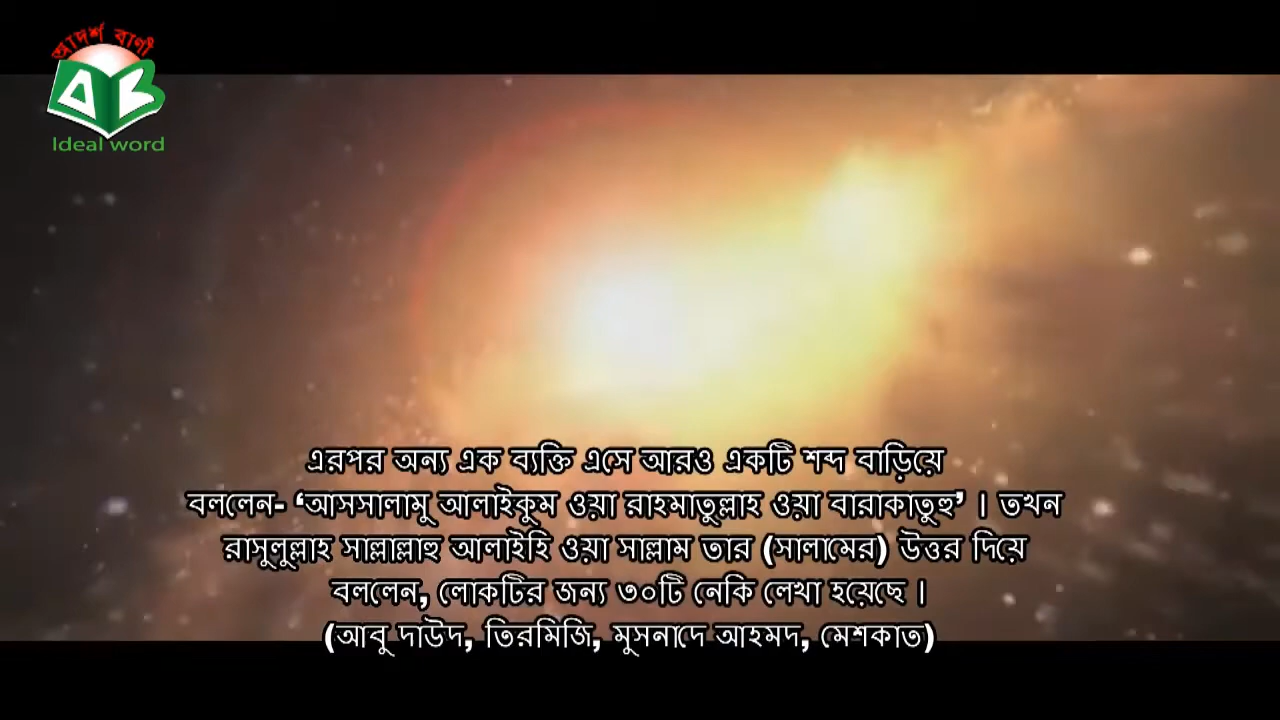 আদর্শ বাণী
Ideal word
এরপর অন্য এক ব্যক্তি এসে আরও একটি শব্দ বাড়িয়ে
বললেন- ‘আসসালামু আলাইকুম ওয়া রাহমাতুল্লাহ ওয়া বারাকাতুহু’ । তখন
রাসুলুল্লাহ সাল্লাল্লাহু আলাইহি ওয়া সাল্লাম তার (সালামের) উত্তর দিয়ে
বললেন, লোকটির জন্য ৩০টি নেকি লেখা হয়েছে ।
(আবু দাউদ, তিরমিজি, মুসনাদে আহমদ, মেশকাত)